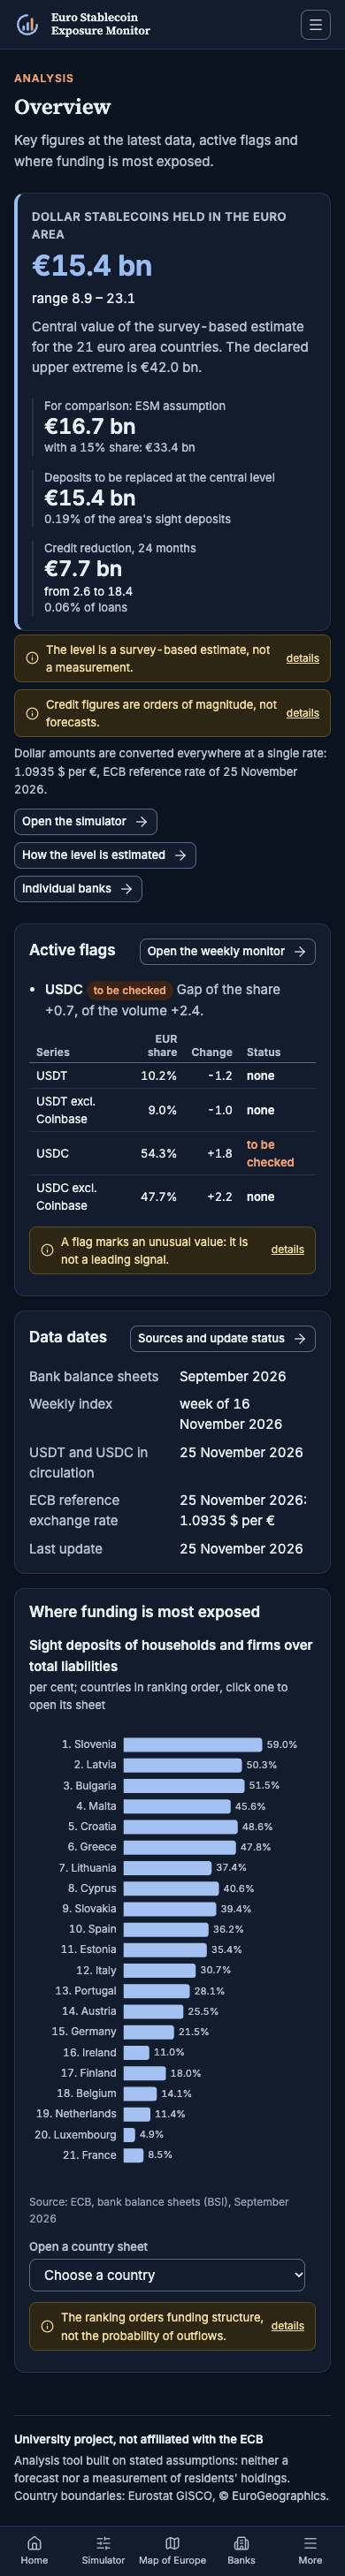 Euro Stablecoin
Exposure Monitor
ANALYSIS
Overview
Key figures at the latest data, active flags and
where funding is most exposed.
DOLLAR STABLECOINS HELD IN THE EURO
AREA
€15.4 bn
range 8.9 – 23.1
Central value of the survey-based estimate
for the 21 euro area countries. The declared
upper extreme is €42.0 bn.
For comparison: ESM assumption
€16.7 bn
with a 15% share: €33.4 bn
Deposits to be replaced at the central level
€15.4 bn
0.19% of the area's sight deposits
Credit reduction, 24 months
€7.7 bn
from 2.6 to 18.4
0.06% of loans
The level is a survey-based estimate, not
a measurement.
details
Credit figures are orders of magnitude, not
forecasts.
details
Dollar amounts are converted everywhere at a single rate:
1.0935 $ per €, ECB reference rate of 25 November
2026.
Open the simulator
How the level is estimated
Individual banks
Active flags
Open the weekly monitor
• USDC to be checked Gap of the share
+0.7, of the volume +2.4.
Series EUR share Change Status
USDT 10.2% -1.2 none
USDT excl. Coinbase 9.0% -1.0 none
USDC 54.3% +1.8 to be checked
USDC excl. Coinbase 47.7% +2.2 none
A flag marks an unusual value: it is
not a leading signal.
details
Data dates
Sources and update status
Bank balance sheets September 2026
Weekly index week of 16 November 2026
USDT and USDC in circulation 25 November 2026
ECB reference exchange rate 25 November 2026: 1.0935 $ per €
Last update 25 November 2026
Where funding is most exposed
Sight deposits of households and firms over
total liabilities
per cent; countries in ranking order, click one to
open its sheet
1. Slovenia 59.0%
2. Latvia 50.3%
3. Bulgaria 51.5%
4. Malta 45.6%
5. Croatia 48.6%
6. Greece 47.8%
7. Lithuania 37.4%
8. Cyprus 40.6%
9. Slovakia 39.4%
10. Spain 36.2%
11. Estonia 35.4%
12. Italy 30.7%
13. Portugal 28.1%
14. Austria 25.5%
15. Germany 21.5%
16. Ireland 11.0%
17. Finland 18.0%
18. Belgium 14.1%
19. Netherlands 11.4%
20. Luxembourg 4.9%
21. France 8.5%
Source: ECB, bank balance sheets (BSI), September
2026
Open a country sheet
Choose a country
The ranking orders funding structure,
not the probability of outflows.
details
University project, not affiliated with the ECB
Analysis tool built on stated assumptions: neither a
forecast nor a measurement of residents' holdings.
Country boundaries: Eurostat GISCO, © EuroGeographics.
Home Simulator Map of Europe Banks More